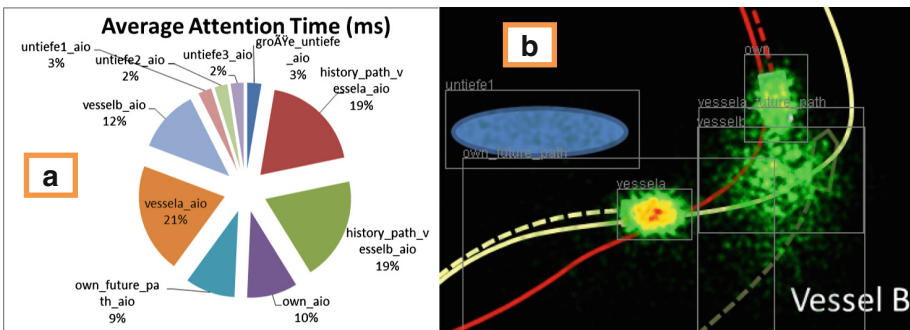 Average Attention Time (ms)
untiefe1_aio
3%
untiefe2_aio
2%
untiefe3_aio
2%
groÃŸe_untiefe
_aio
3%
history_path_v
essela_aio
19%
vesselb_aio
12%
a
vessela_aio
21%
history_path_v
esselb_aio
19%
own_future_pa
th_aio
9%
own_aio
10%
b
own
untiefe1
vessela_future_path
vesselb
own_future_path
vessela
Vessel B